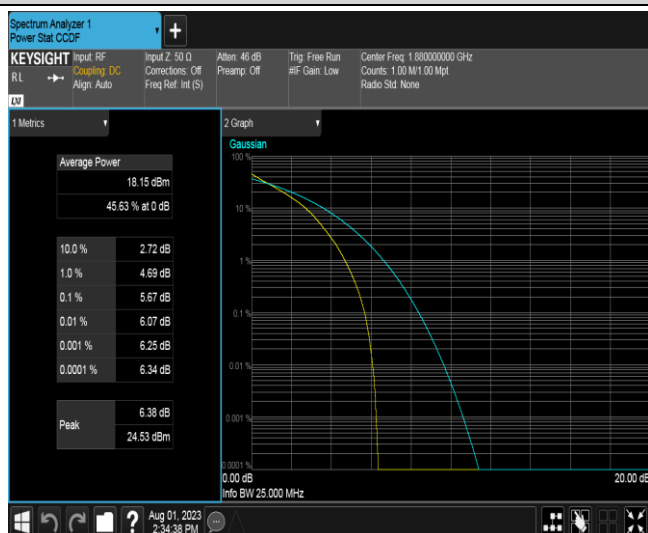 Spectrum Analyzer 1
Power Stat CCDF
+
KEYSIGHT
RL
LXI
Input: RF
Coupling: DC
Align: Auto
Input Z: 50 Ω
Corrections: Off
Freq Ref: Int (S)
Atten: 46 dB
Preamp: Off
Trig: Free Run
#IF Gain: Low
Center Freq: 1.880000000 GHz
Counts: 1.00 M/1.00 Mpt
Radio Std: None
1 Metrics
Average Power
18.15 dBm
45.63 % at 0 dB
10.0 % 2.72 dB
1.0 % 4.69 dB
0.1 % 5.67 dB
0.01 % 6.07 dB
0.001 % 6.25 dB
0.0001 % 6.34 dB
Peak
6.38 dB
24.53 dBm
2 Graph
Gaussian
100 %
10 %
1 %
0.1 %
0.01 %
0.001 %
0.0001 %
0.00 dB
20.00 dB
Info BW 25.000 MHz
?
Aug 01, 2023
2:34:38 PM